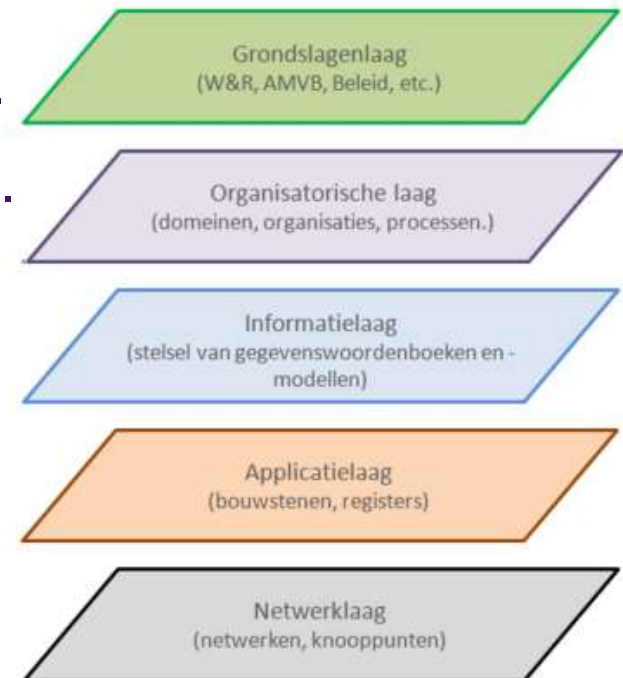 Grondslagenlaag
(W&R, AMVB, Beleid, etc.)
Organisatorische laag
(domeinen, organisaties, processen.)
Informatielaag
(stelsel van gegevenswoordenboeken en -
modellen)
Applicatielaag
(bouwstenen, registers)
Netwerklaag
(netwerken, knooppunten)